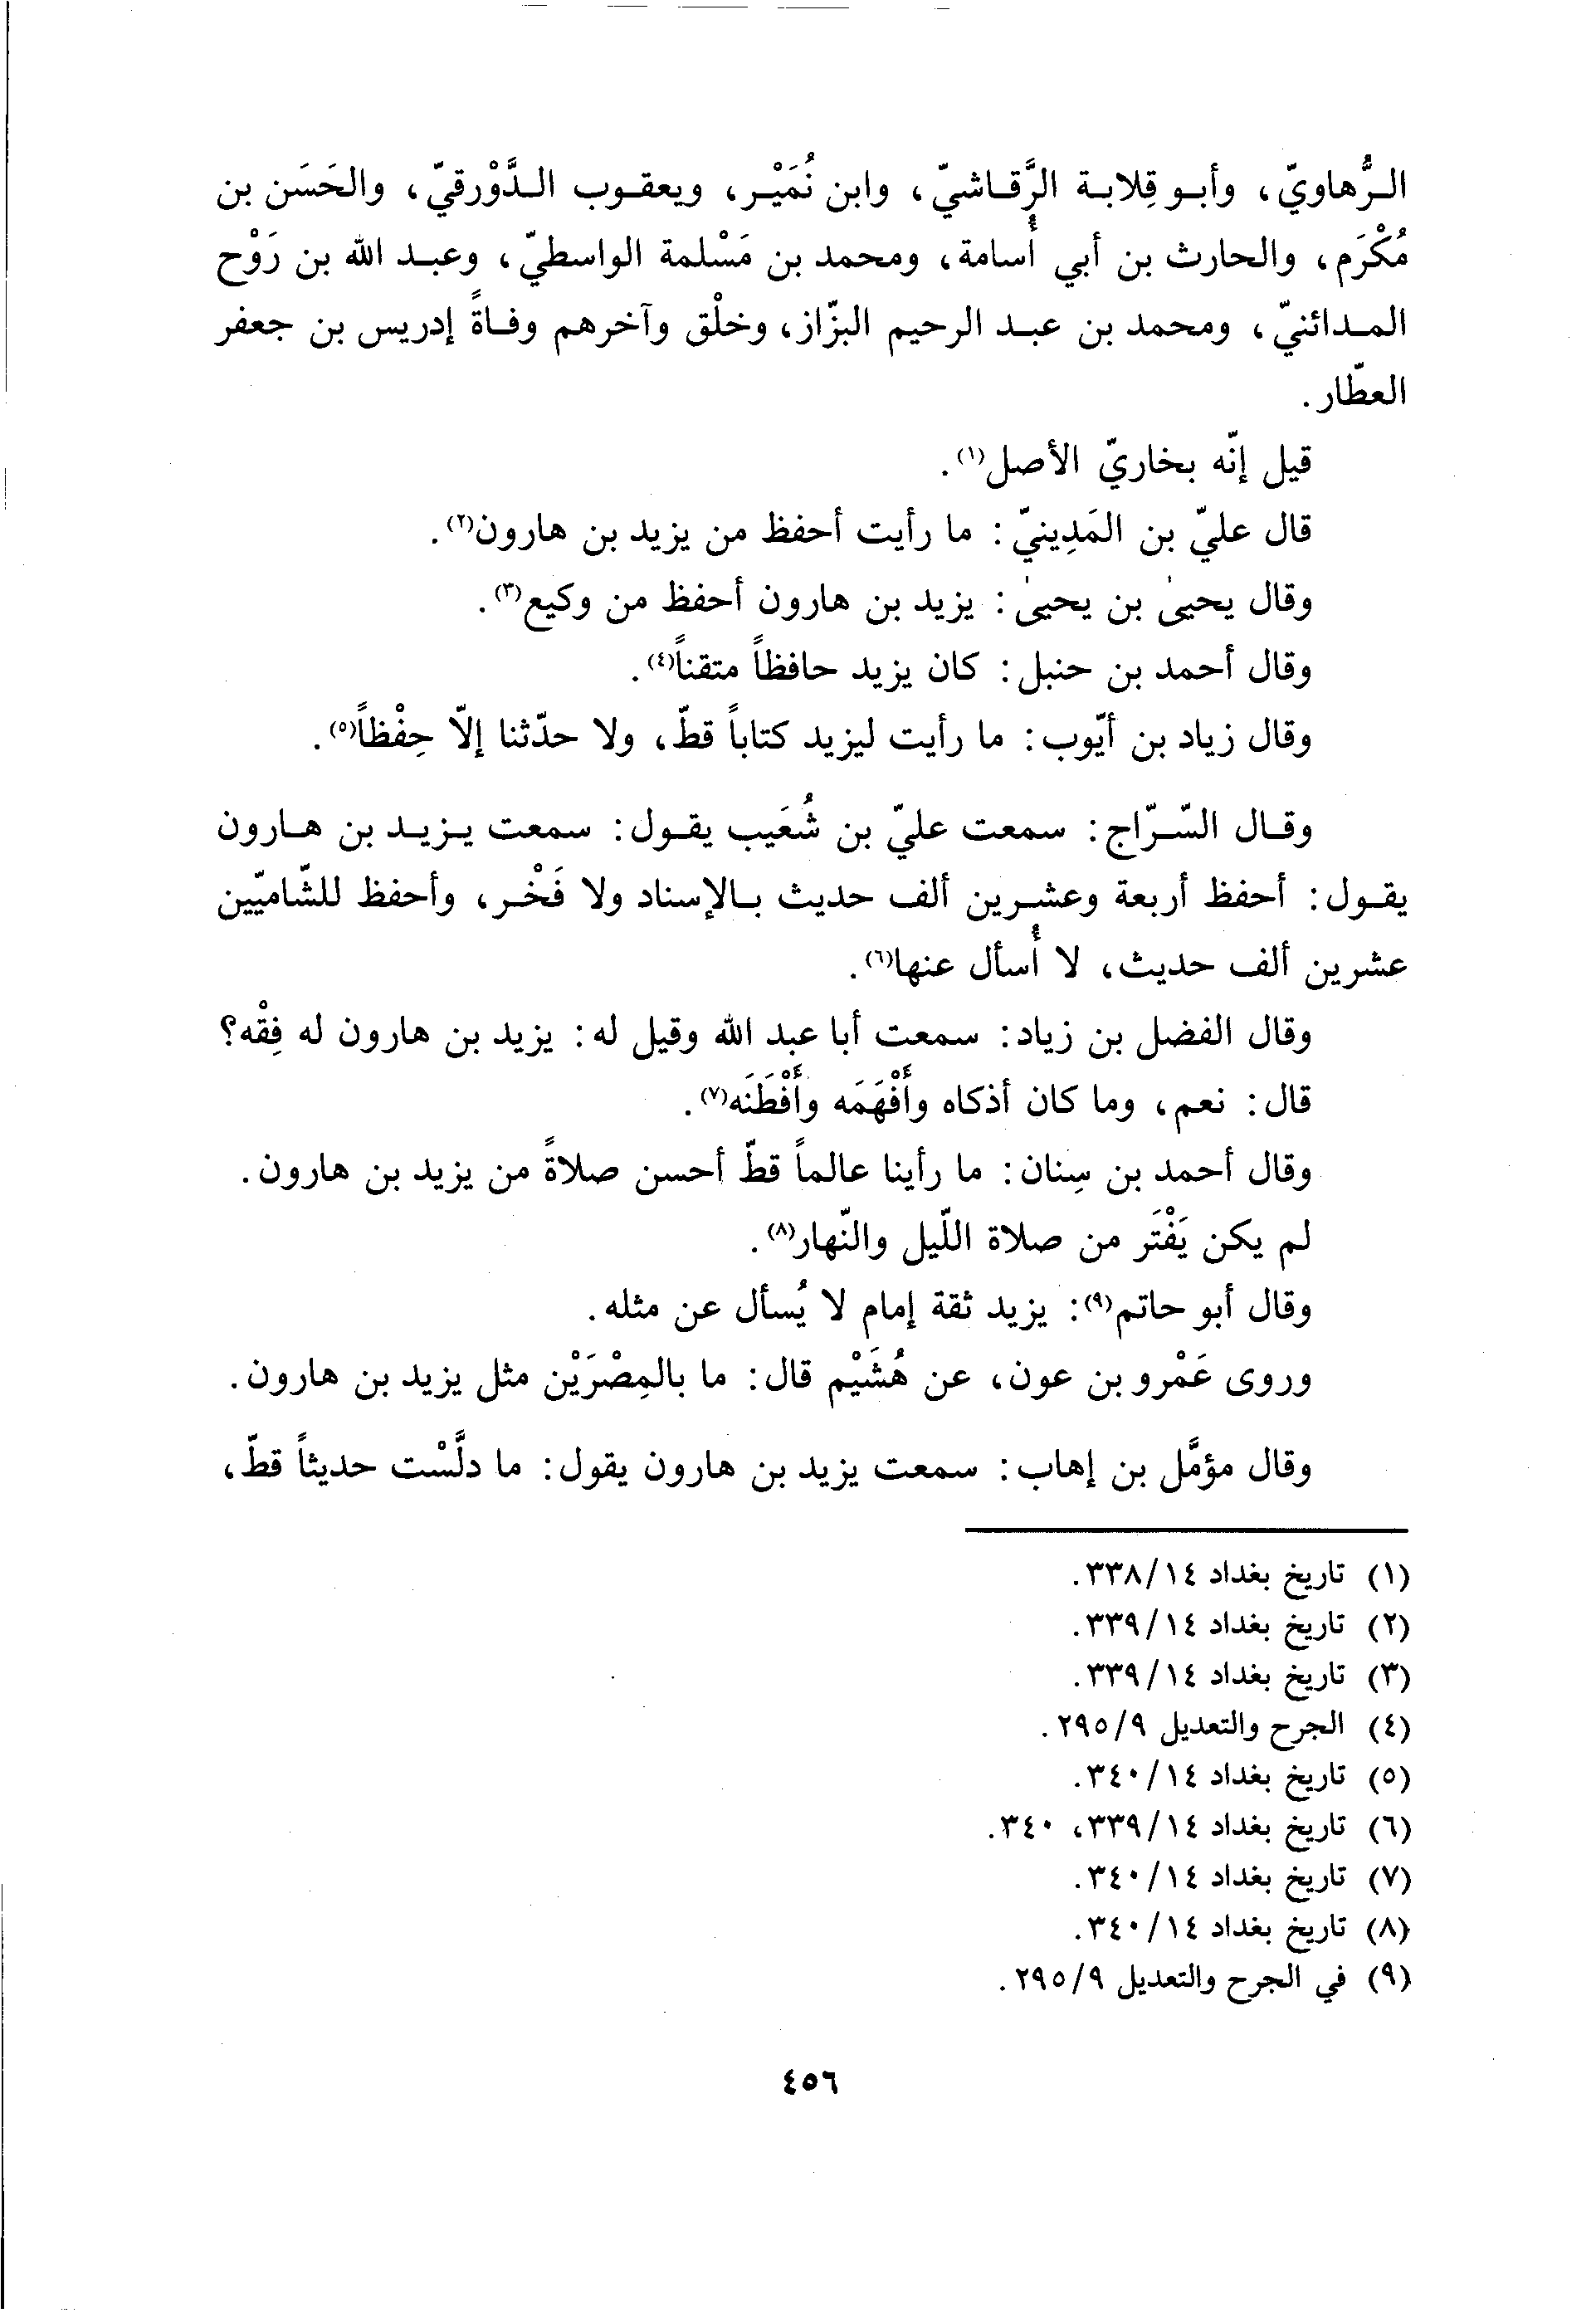 الرُّهاويّ، وأبو قِلابة الرَّقاشيّ، وابن نُمَيْر، ويعقوب الدَّوْرقيّ، والحَسَن بن
مُكْرَم، والحارث بن أبي أُسامة، ومحمد بن مَسْلمة الواسطيّ، وعبد الله بن رَوْح
المدائنيّ، ومحمد بن عبد الرحيم البزّاز، وخلْق وآخرهم وفاةً إدريس بن جعفر
العطّار.
قيل إنّه بخاريّ الأصل(١).
قال عليّ بن المَدِينيّ: ما رأيت أحفظ من يزيد بن هارون(٢).
وقال يحيىٰ بن يحيىٰ: يزيد بن هارون أحفظ من وكيع(٣).
وقال أحمد بن حنبل: كان يزيد حافظاً متقناً(٤).
وقال زياد بن أيّوب: ما رأيت ليزيد كتاباً قطّ، ولا حدّثنا إلاّ حِفْظاً(٥).
وقال السّرّاج: سمعت عليّ بن شُعَيب يقول: سمعت يزيد بن هارون
يقول: أحفظ أربعة وعشرين ألف حديث بالإسناد ولا فَخْر، وأحفظ للشّاميّين
عشرين ألف حديث، لا أُسأل عنها(٦).
وقال الفضل بن زياد: سمعت أبا عبد الله وقيل له: يزيد بن هارون له فِقْه؟
قال: نعم، وما كان أذكاه وأَفْهَمَه وأَفْطَنَه(٧).
وقال أحمد بن سِنان: ما رأينا عالماً قطّ أحسن صلاةً من يزيد بن هارون.
لم يكن يَفْتَر من صلاة اللّيل والنّهار(٨).
وقال أبو حاتم(٩): يزيد ثقة إمام لا يُسأل عن مثله.
وروى عَمْرو بن عون، عن هُشَيْم قال: ما بالمِصْرَيْن مثل يزيد بن هارون.
وقال مؤمَّل بن إهاب: سمعت يزيد بن هارون يقول: ما دلَّسْت حديثاً قطّ،
(١) تاريخ بغداد ٣٣٨/١٤.
(٢) تاريخ بغداد ٣٣٩/١٤.
(٣) تاريخ بغداد ٣٣٩/١٤.
(٤) الجرح والتعديل ٢٩٥/٩.
(٥) تاريخ بغداد ٣٤٠/١٤.
(٦) تاريخ بغداد ٣٣٩/١٤، ٣٤٠.
(٧) تاريخ بغداد ٣٤٠/١٤.
(٨) تاريخ بغداد ٣٤٠/١٤.
(٩) في الجرح والتعديل ٢٩٥/٩.
٤٥٦